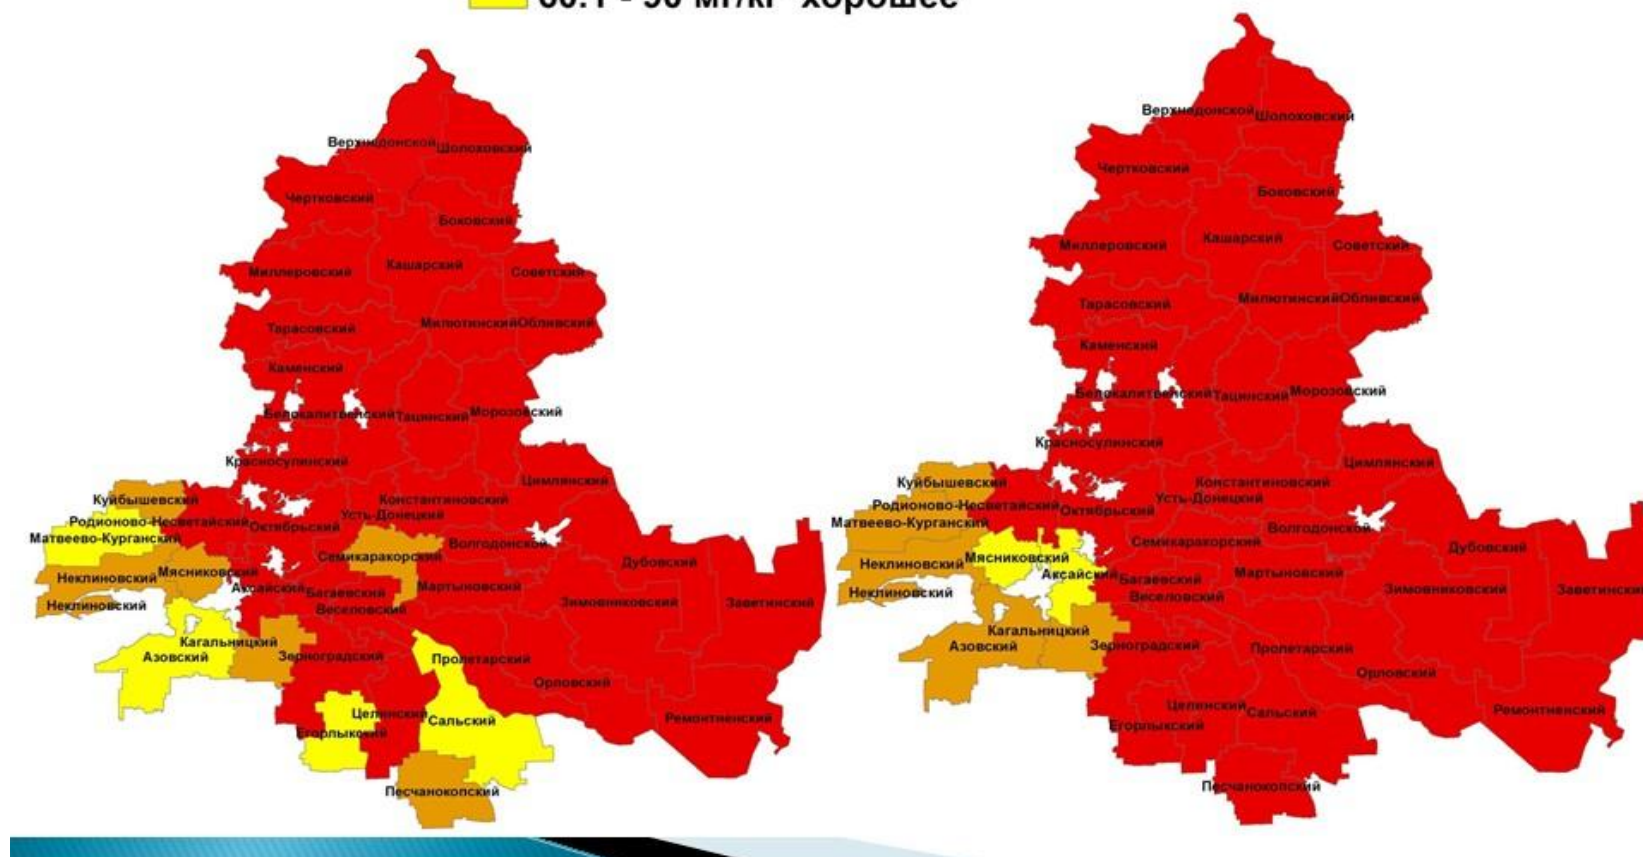 60.1 - 90 мг/кг хорошее
Верхнедонской
Шолоховский
Чертковский
Боковский
Миллеровский
Кашарский
Советский
Тарасовский
Милютинский
Обливский
Каменский
Белокалитвенский
Тацинский
Морозовский
Красносулинский
Цимлянский
Куйбышевский
Константиновский
Усть-Донецкий
Родионово-Несветайский
Октябрьский
Матвеево-Курганский
Волгодонской
Семикаракорский
Дубовский
Неклиновский
Мясниковский
Аксайский
Багаевский
Мартыновский
Неклиновский
Веселовский
Зимовниковский
Заветинский
Кагальницкий
Азовский
Зерноградский
Пролетарский
Орловский
Целинский
Сальский
Ремонтненский
Егорлыкский
Песчанокопский
Верхнедонской
Шолоховский
Чертковский
Боковский
Миллеровский
Кашарский
Советский
Тарасовский
Милютинский
Обливский
Каменский
Белокалитвенский
Тацинский
Морозовский
Красносулинский
Цимлянский
Куйбышевский
Константиновский
Усть-Донецкий
Родионово-Несветайский
Октябрьский
Матвеево-Курганский
Волгодонской
Семикаракорский
Дубовский
Мясниковский
Неклиновский
Аксайский
Багаевский
Мартыновский
Неклиновский
Веселовский
Зимовниковский
Заветинский
Кагальницкий
Азовский
Зерноградский
Пролетарский
Орловский
Целинский
Сальский
Ремонтненский
Егорлыкский
Песчанокопский